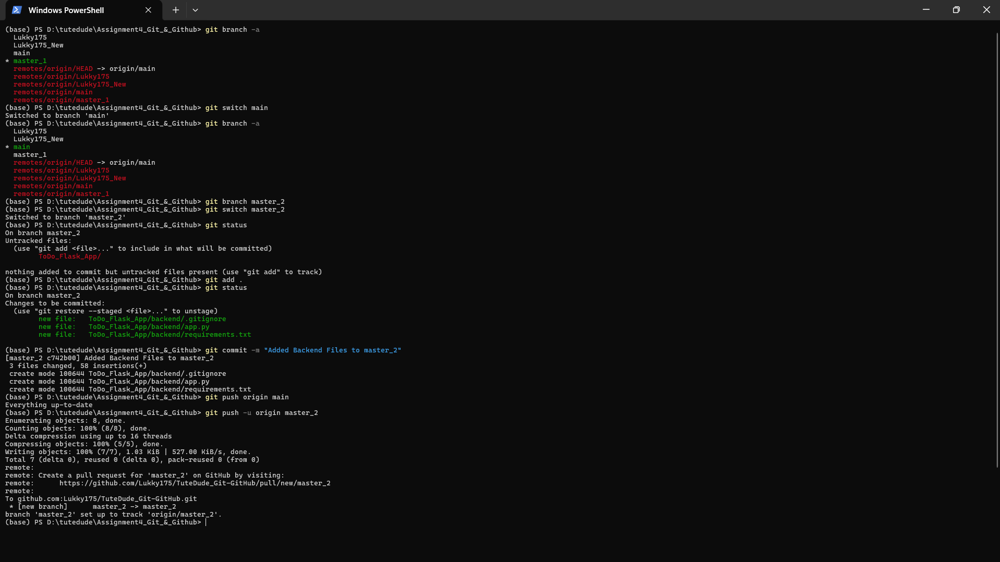 Windows PowerShell
(base) PS D:\tutedude\Assignment4_Git_&_Github> git branch -a
  Lukky175
  Lukky175_New
  main
* master_1
  remotes/origin/HEAD -> origin/main
  remotes/origin/Lukky175
  remotes/origin/Lukky175_New
  remotes/origin/main
  remotes/origin/master_1
(base) PS D:\tutedude\Assignment4_Git_&_Github> git switch main
Switched to branch 'main'
(base) PS D:\tutedude\Assignment4_Git_&_Github> git branch -a
  Lukky175
  Lukky175_New
* main
  master_1
  remotes/origin/HEAD -> origin/main
  remotes/origin/Lukky175
  remotes/origin/Lukky175_New
  remotes/origin/main
  remotes/origin/master_1
(base) PS D:\tutedude\Assignment4_Git_&_Github> git branch master_2
(base) PS D:\tutedude\Assignment4_Git_&_Github> git switch master_2
Switched to branch 'master_2'
(base) PS D:\tutedude\Assignment4_Git_&_Github> git status
On branch master_2
Untracked files:
  (use "git add <file>..." to include in what will be committed)
        ToDo_Flask_App/

nothing added to commit but untracked files present (use "git add" to track)
(base) PS D:\tutedude\Assignment4_Git_&_Github> git add .
(base) PS D:\tutedude\Assignment4_Git_&_Github> git status
On branch master_2
Changes to be committed:
  (use "git restore --staged <file>..." to unstage)
        new file:   ToDo_Flask_App/backend/.gitignore
        new file:   ToDo_Flask_App/backend/app.py
        new file:   ToDo_Flask_App/backend/requirements.txt

(base) PS D:\tutedude\Assignment4_Git_&_Github> git commit -m "Added Backend Files to master_2"
[master_2 c742b00] Added Backend Files to master_2
 3 files changed, 58 insertions(+)
 create mode 100644 ToDo_Flask_App/backend/.gitignore
 create mode 100644 ToDo_Flask_App/backend/app.py
 create mode 100644 ToDo_Flask_App/backend/requirements.txt
(base) PS D:\tutedude\Assignment4_Git_&_Github> git push origin main
Everything up-to-date
(base) PS D:\tutedude\Assignment4_Git_&_Github> git push -u origin master_2
Enumerating objects: 8, done.
Counting objects: 100% (8/8), done.
Delta compression using up to 16 threads
Compressing objects: 100% (5/5), done.
Writing objects: 100% (7/7), 1.03 KiB | 527.00 KiB/s, done.
Total 7 (delta 0), reused 0 (delta 0), pack-reused 0 (from 0)
remote:
remote: Create a pull request for 'master_2' on GitHub by visiting:
remote:      https://github.com/Lukky175/TuteDude_Git-GitHub/pull/new/master_2
remote:
To github.com:Lukky175/TuteDude_Git-GitHub.git
 * [new branch]      master_2 -> master_2
branch 'master_2' set up to track 'origin/master_2'.
(base) PS D:\tutedude\Assignment4_Git_&_Github>